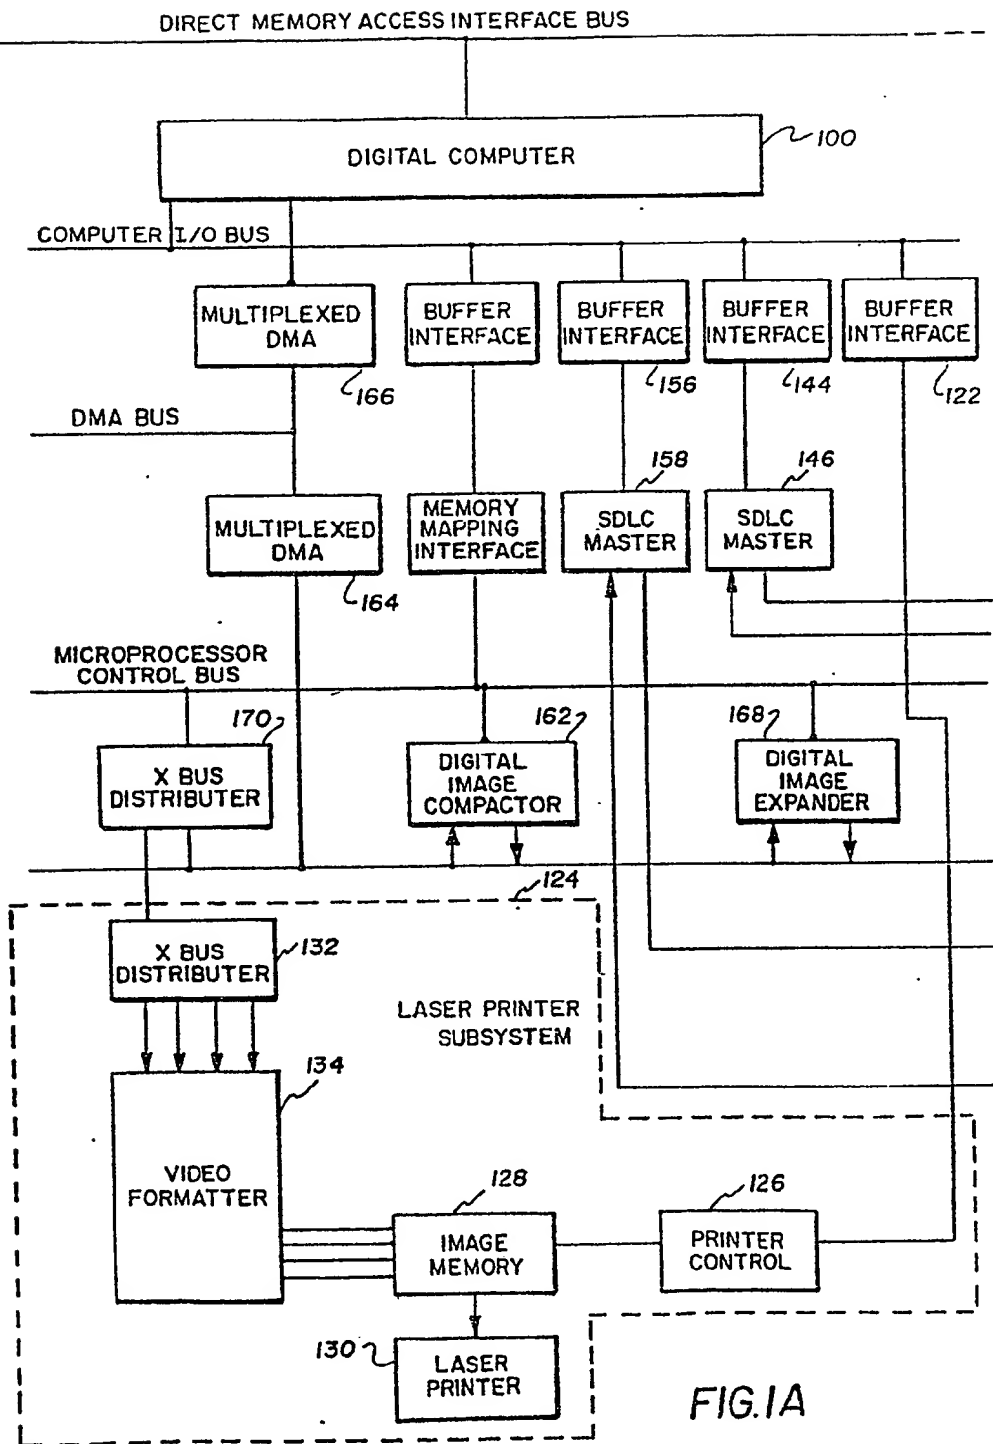 DIRECT MEMORY ACCESS INTERFACE BUS
DIGITAL COMPUTER
100
COMPUTER I/O BUS
MULTIPLEXED
DMA
166
BUFFER
INTERFACE
BUFFER
INTERFACE
156
BUFFER
INTERFACE
144
BUFFER
INTERFACE
122
DMA BUS
MULTIPLEXED
DMA
164
MEMORY
MAPPING
INTERFACE
158
SDLC
MASTER
146
SDLC
MASTER
MICROPROCESSOR
CONTROL BUS
170
X BUS
DISTRIBUTER
162
DIGITAL
IMAGE
COMPACTOR
168
DIGITAL
IMAGE
EXPANDER
124
X BUS
DISTRIBUTER
132
LASER PRINTER
SUBSYSTEM
134
VIDEO
FORMATTER
128
IMAGE
MEMORY
126
PRINTER
CONTROL
130
LASER
PRINTER
FIG.1A